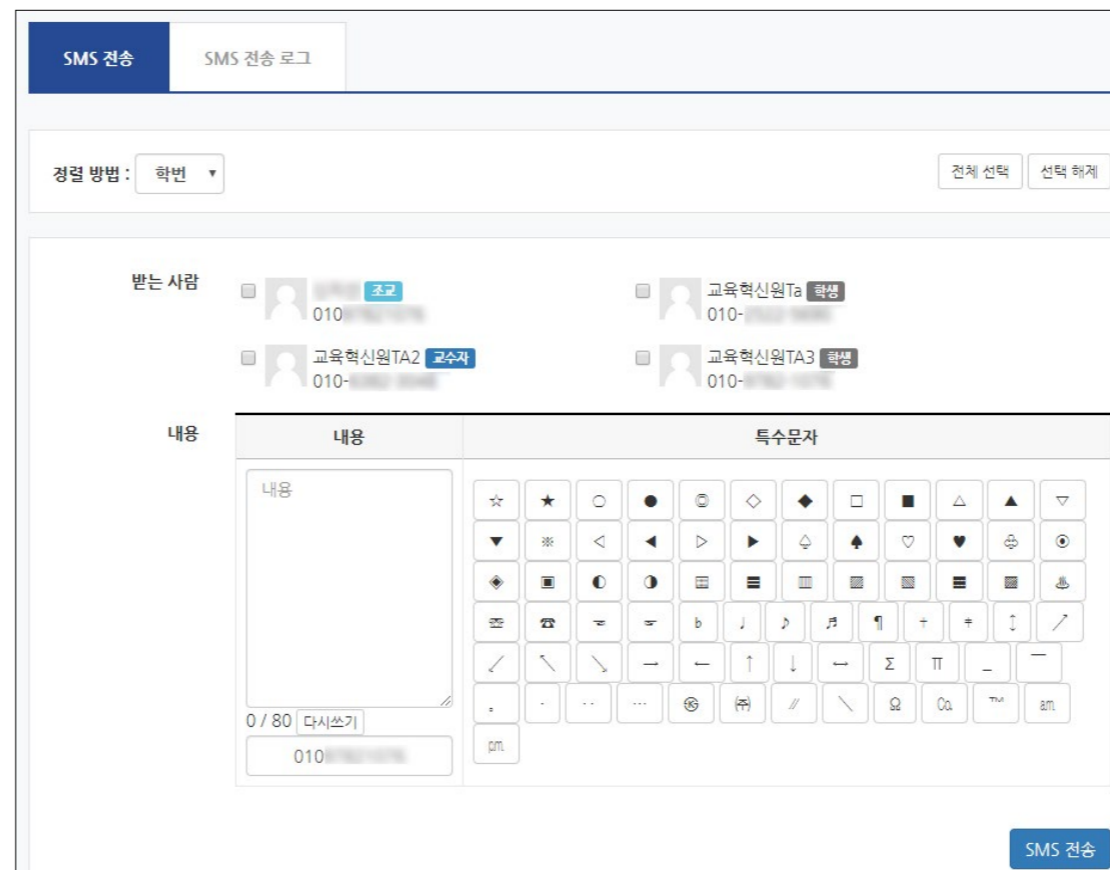 SMS 전송 SMS 전송 로그
정렬 방법 : 학번 ▼ 전체 선택 선택 해제
받는 사람
조교
010
교육혁신원Ta 학생
010-
교육혁신원TA2 교수자
010-
교육혁신원TA3 학생
010-
내용
내용 특수문자
내용
☆ ★ ○ ● ◎ ◇ ◆ □ ■ △ ▲ ▽
▼ ※ ◁ ◀ ▷ ▶ ♤ ♠ ♡ ♥ ♧ ⊙
◈ ▣ ◐ ◑ ▤ ▥ ▨ ▧ ▦ ▩ ♨
☏ ☎ ☜ ☞ ♭ ♩ ♪ ♬ ¶ † ‡ ↕ ↗
↙ ↖ ↘ → ← ↑ ↓ ↔ Σ Π _ ¯
。 · ‥ … ㉿ ㈜ ∥ \ Ω ㏇ ™ ㏂
㏘
0 / 80 다시쓰기
010
SMS 전송